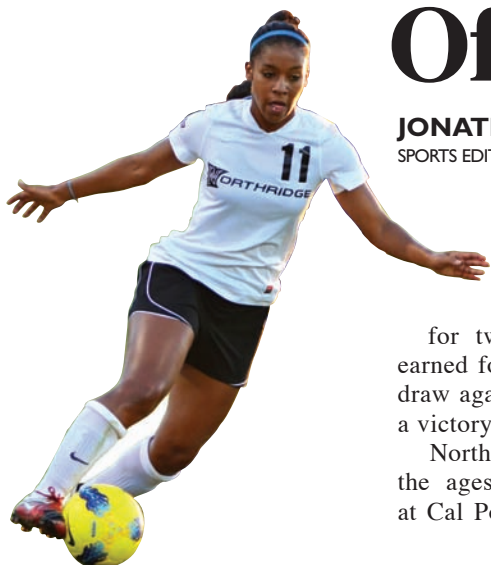 Of
JONAT
SPORTS EDIT
11
NORTHRIDGE
for tw
earned fo
draw aga
a victory
North
the ages
at Cal Po